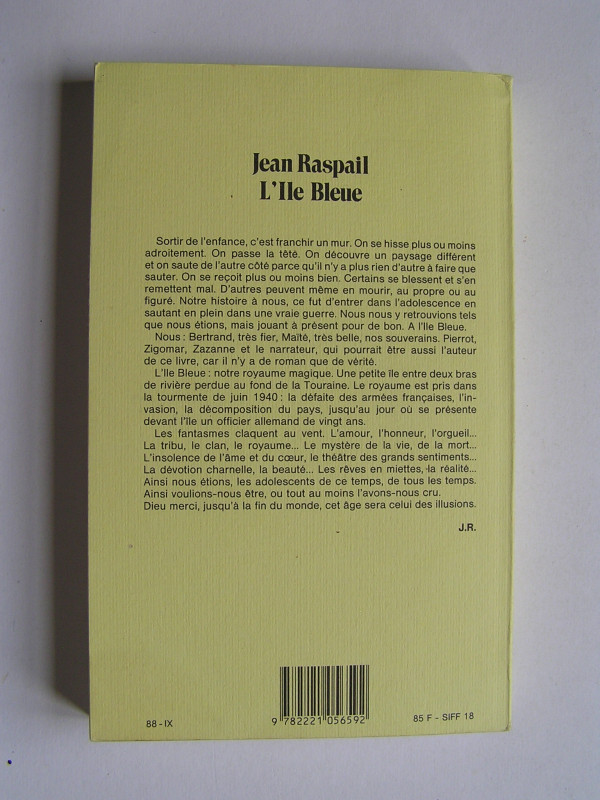 Jean Raspail
L'Ile Bleue
Sortir de l'enfance, c'est franchir un mur. On se hisse plus ou moins
adroitement. On passe la têtê. On découvre un paysage différent
et on saute de l'autre côté parce qu'il n'y a plus rien d'autre à faire que
sauter. On se reçoit plus ou moins bien. Certains se blessent et s'en
remettent mal. D'autres peuvent même en mourir, au propre ou au
figuré. Notre histoire à nous, ce fut d'entrer dans l'adolescence en
sautant en plein dans une vraie guerre. Nous nous y retrouvions tels
que nous étions, mais jouant à présent pour de bon. A l'Ile Bleue.
Nous : Bertrand, très fier, Maïté, très belle, nos souverains. Pierrot,
Zigomar, Zazanne et le narrateur, qui pourrait être aussi l'auteur
de ce livre, car il n'y a de roman que de vérité.
L'Ile Bleue : notre royaume magique. Une petite île entre deux bras
de rivière perdue au fond de la Touraine. Le royaume est pris dans
la tourmente de juin 1940 : la défaite des armées françaises, l'in-
vasion, la décomposition du pays, jusqu'au jour où se présente
devant l'île un officier allemand de vingt ans.
Les fantasmes claquent au vent. L'amour, l'honneur, l'orgueil...
La tribu, le clan, le royaume... Le mystère de la vie, de la mort...
L'insolence de l'âme et du cœur, le théâtre des grands sentiments...
La dévotion charnelle, la beauté... Les rêves en miettes, la réalité...
Ainsi nous étions, les adolescents de ce temps, de tous les temps.
Ainsi voulions-nous être, ou tout au moins l'avons-nous cru.
Dieu merci, jusqu'à la fin du monde, cet âge sera celui des illusions.
J.R.
88-IX
9 782221 056592
85 F - SIFF 18